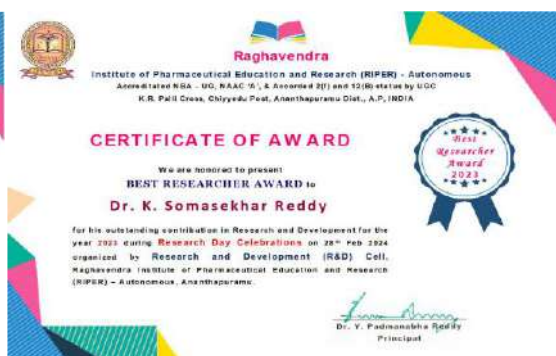 Raghavendra
Institute of Pharmaceutical Education and Research (RIPER) - Autonomous
Accredited NBA - UG, NAAC 'A', & Accorded 2(f) and 12(B) status by UGC
K.R. Palli Cross, Chiyyedu Post, Ananthapuramu Dist., A.P, INDIA
CERTIFICATE OF AWARD
We are honored to present
BEST RESEARCHER AWARD to
Dr. K. Somasekhar Reddy
Best
Researcher
Award
2023
for his outstanding contribution in Research and Development for the
year 2023 during Research Day Celebrations on 28th Feb 2024
organized by Research and Development (R&D) Cell,
Raghavendra Institute of Pharmaceutical Education and Research
(RIPER) – Autonomous, Ananthapuramu.
Dr. Y. Padmanabha Reddy
Principal